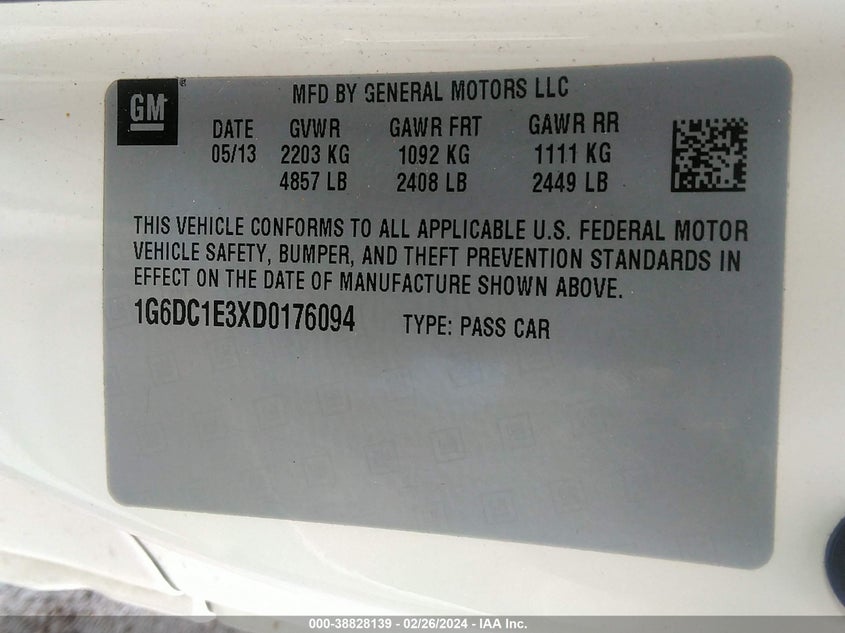 GM®
MFD BY GENERAL MOTORS LLC
DATE GVWR GAWR FRT GAWR RR
05/13 2203 KG 1092 KG 1111 KG
4857 LB 2408 LB 2449 LB
THIS VEHICLE CONFORMS TO ALL APPLICABLE U.S. FEDERAL MOTOR
VEHICLE SAFETY, BUMPER, AND THEFT PREVENTION STANDARDS IN
EFFECT ON THE DATE OF MANUFACTURE SHOWN ABOVE.
1G6DC1E3XD0176094 TYPE: PASS CAR
000-38828139 - 02/26/2024 - IAA Inc.